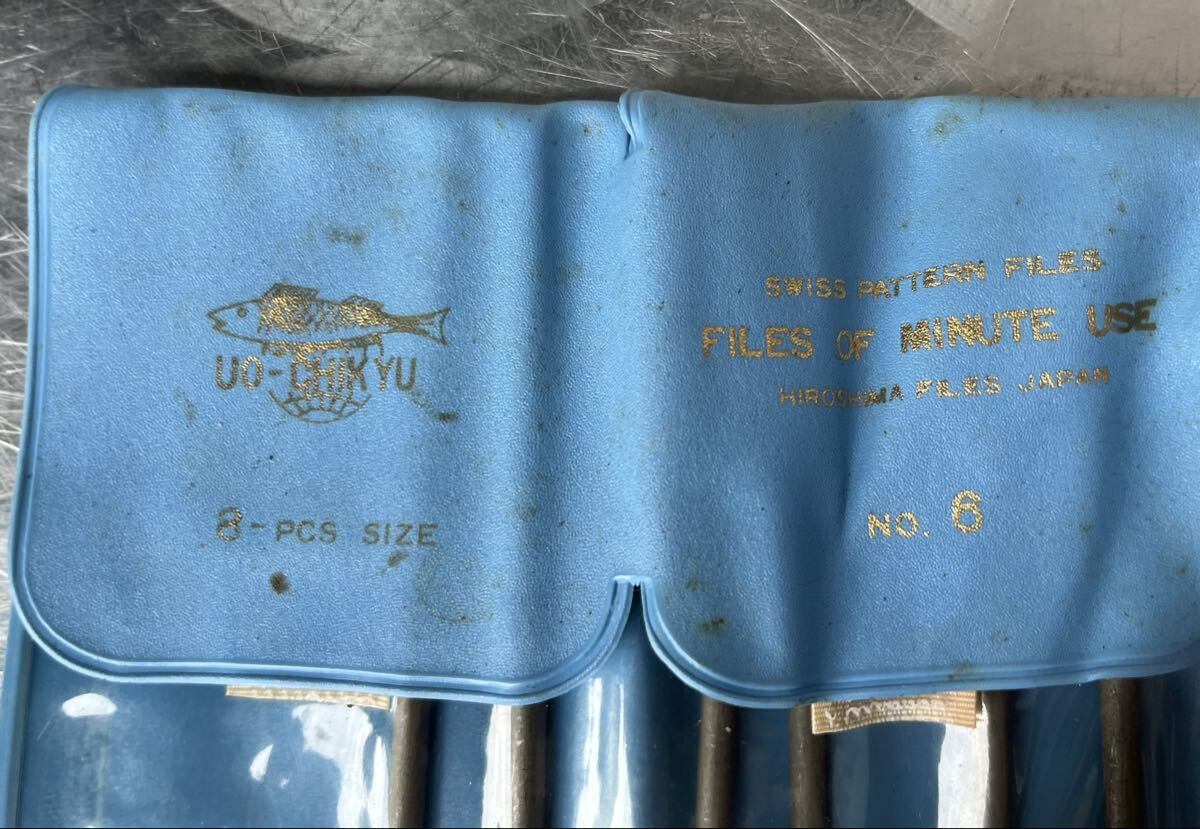 UO-CHIKYU
8-PCS SIZE
SWISS PATTERN FILES
FILES OF MINUTE USE
HIROSHIMA FILES JAPAN
NO. 6